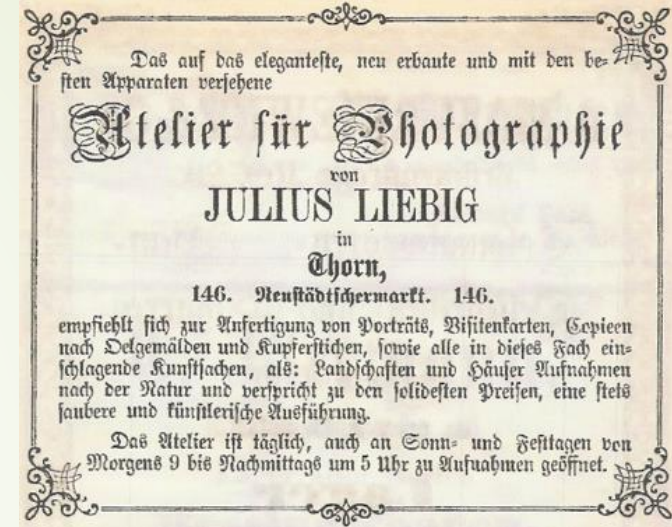 Das auf das eleganteste, neu erbaute und mit den be-
sten Apparaten versehene
Atelier für Photographie
von
JULIUS LIEBIG
in
Thorn,
146. Neustädtschermarkt. 146.
empfiehlt sich zur Anfertigung von Porträts, Visitenkarten, Copieen
nach Oelgemälden und Kupferstichen, sowie alle in dieses Fach ein-
schlagende Kunstsachen, als: Landschaften und Häuser Aufnahmen
nach der Natur und verspricht zu den solidesten Preisen, eine stets
saubere und künstlerische Ausführung.
Das Atelier ist täglich, auch an Sonn- und Festtagen von
Morgens 9 bis Nachmittags um 5 Uhr zu Aufnahmen geöffnet.